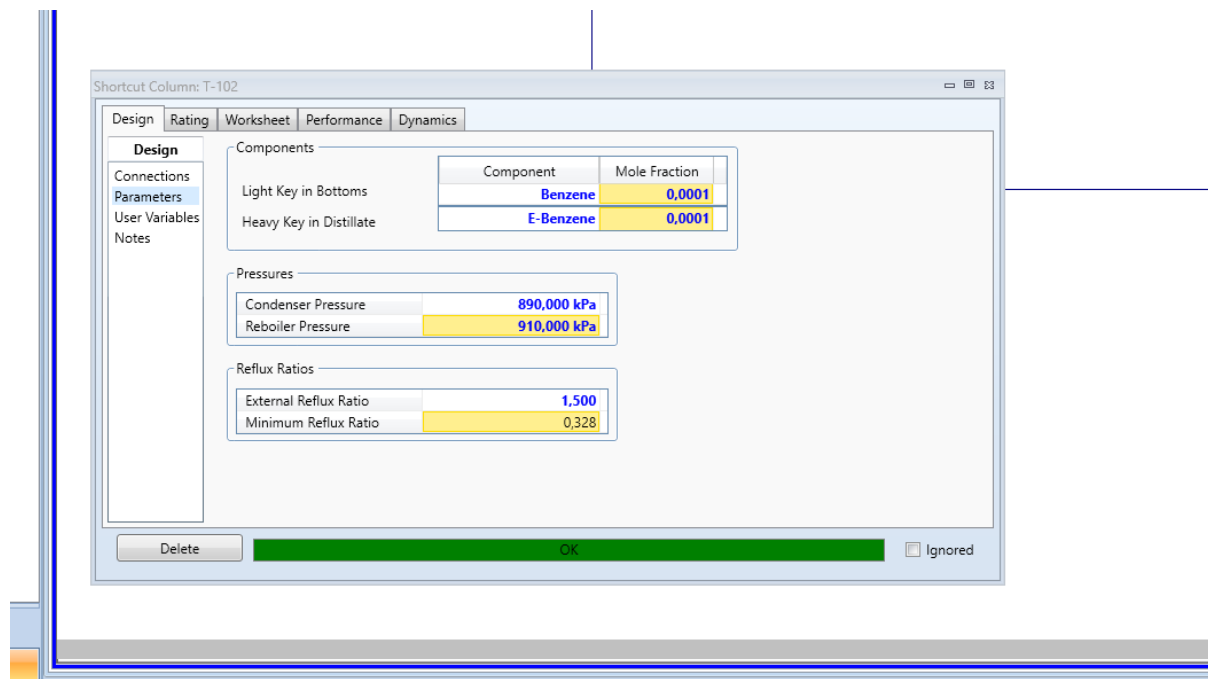 Shortcut Column: T-102
Design Rating Worksheet Performance Dynamics
Design
Connections
Parameters
User Variables
Notes
Components
Component Mole Fraction
Light Key in Bottoms Benzene 0,0001
Heavy Key in Distillate E-Benzene 0,0001
Pressures
Condenser Pressure 890,000 kPa
Reboiler Pressure 910,000 kPa
Reflux Ratios
External Reflux Ratio 1,500
Minimum Reflux Ratio 0,328
Delete OK Ignored